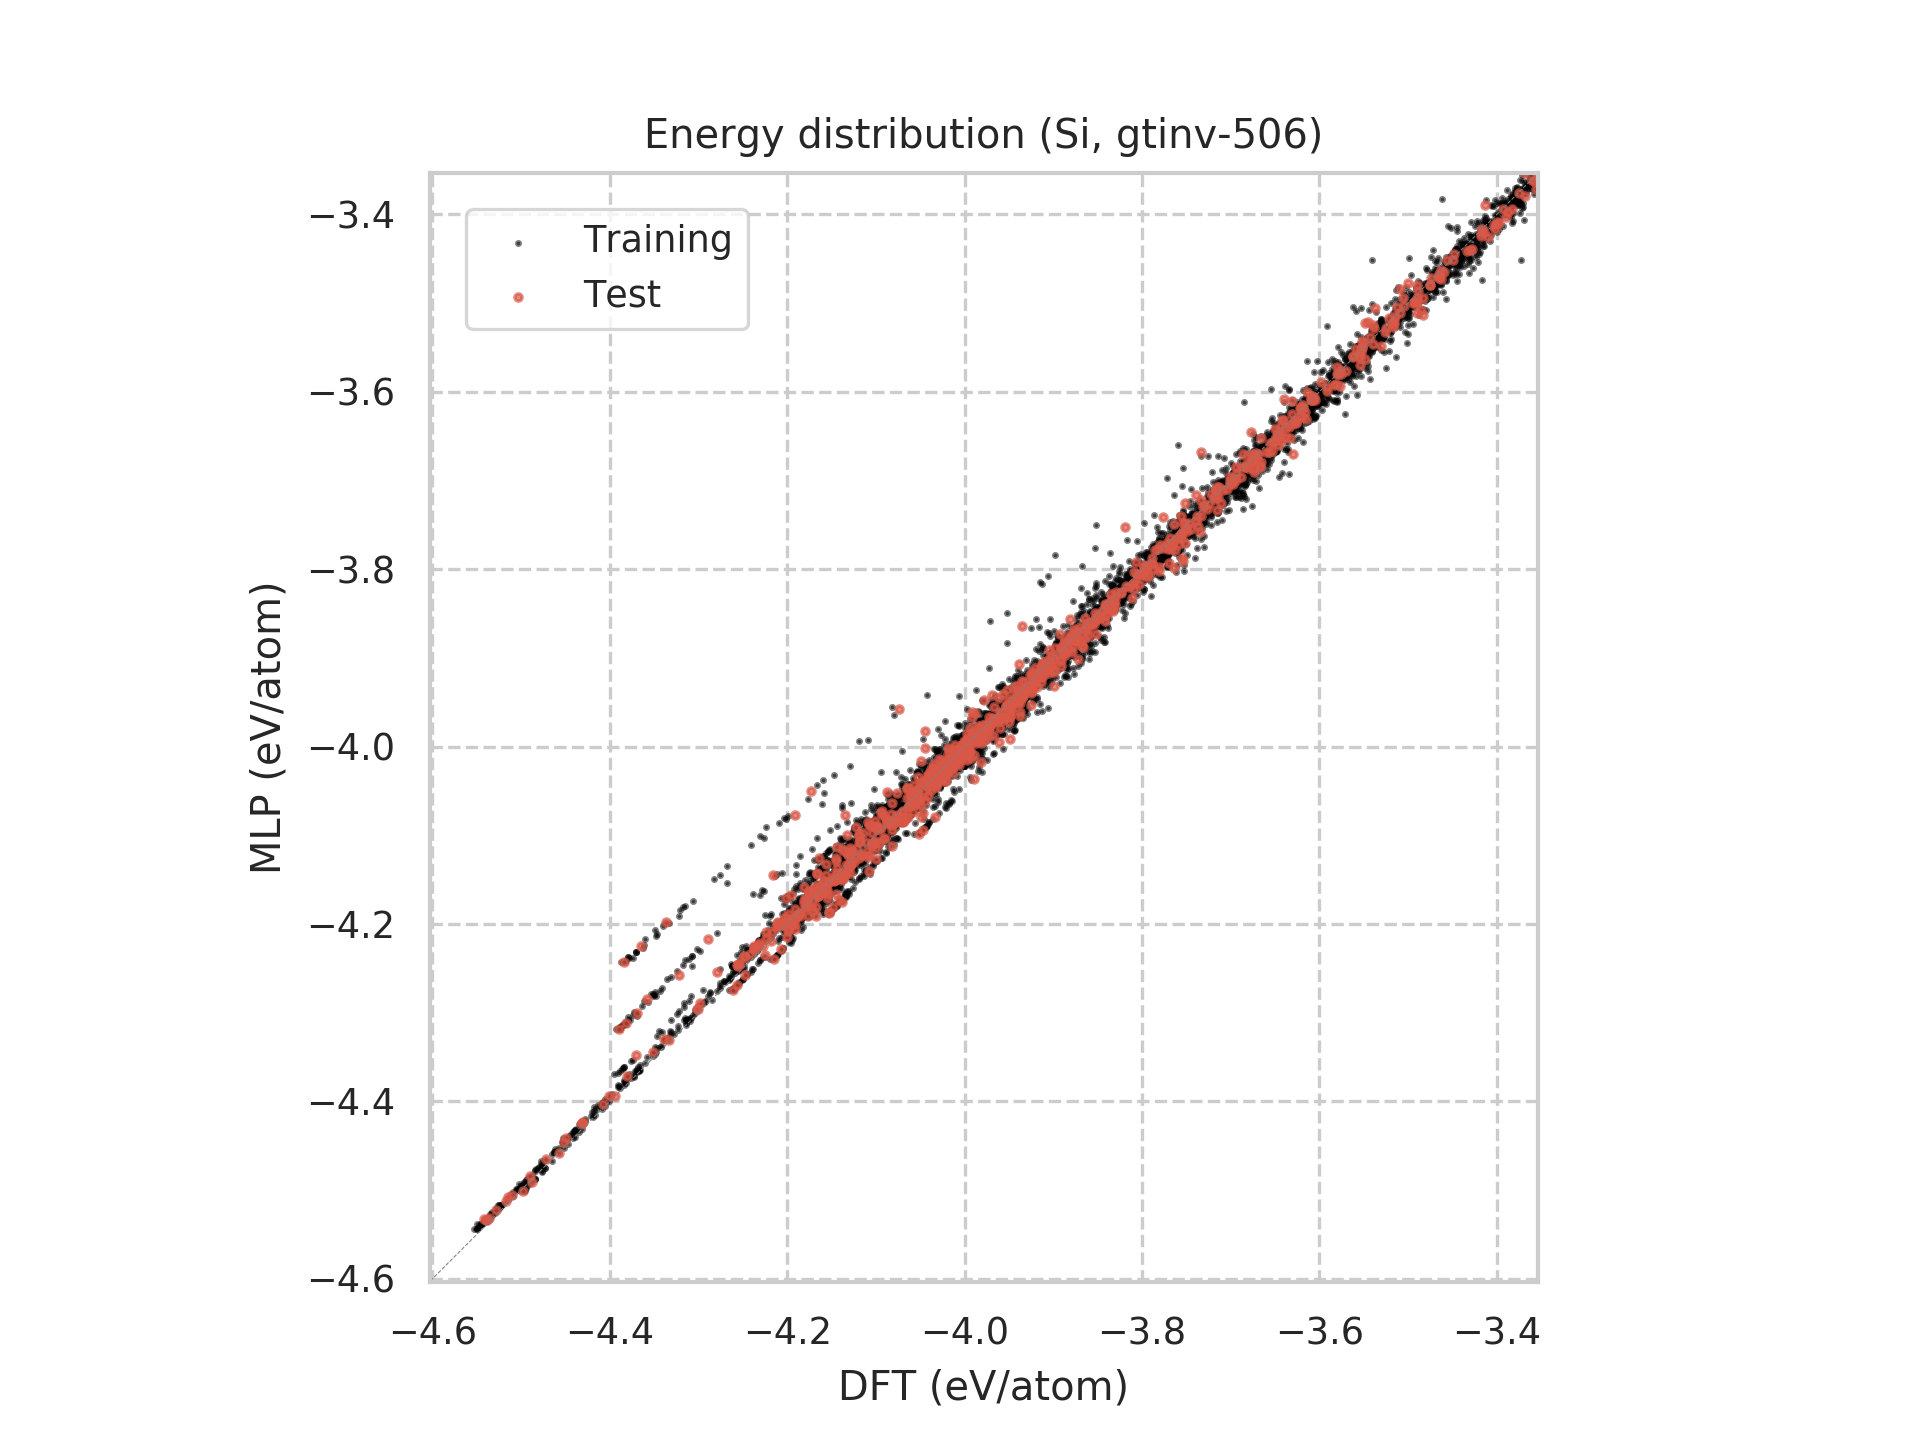 Energy distribution (Si, gtinv-506)
Training
Test
MLP (eV/atom)
−3.4
−3.6
−3.8
−4.0
−4.2
−4.4
−4.6
−4.6 −4.4 −4.2 −4.0 −3.8 −3.6 −3.4
DFT (eV/atom)